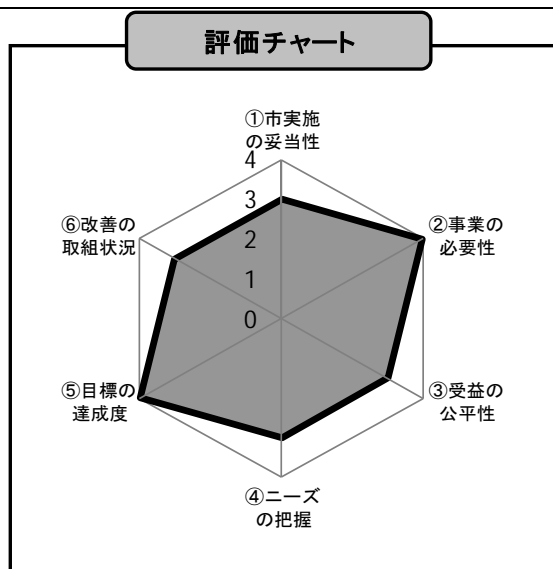 評価チャート
①市実施
の妥当性
4
3
2
1
0
②事業の
必要性
③受益の
公平性
④ニーズ
の把握
⑤目標の
達成度
⑥改善の
取組状況